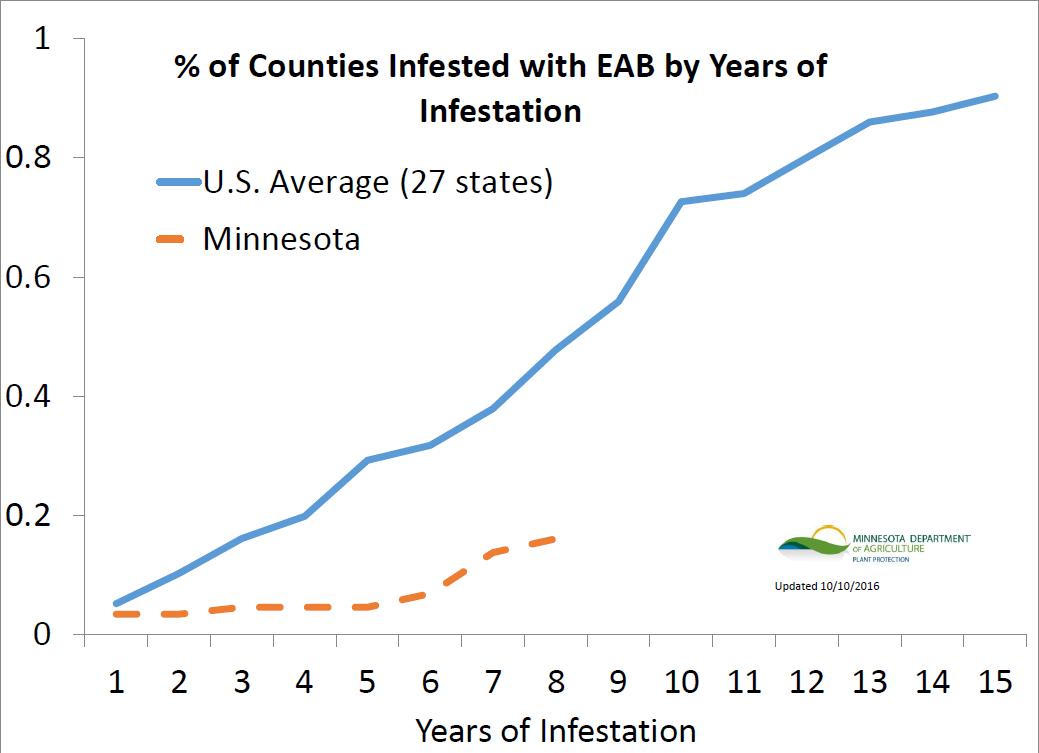 % of Counties Infested with EAB by Years of
Infestation
U.S. Average (27 states)
Minnesota
1
0.8
0.6
0.4
0.2
0
1 2 3 4 5 6 7 8 9 10 11 12 13 14 15
Years of Infestation
MINNESOTA DEPARTMENT
OF AGRICULTURE
PLANT PROTECTION
Updated 10/10/2016